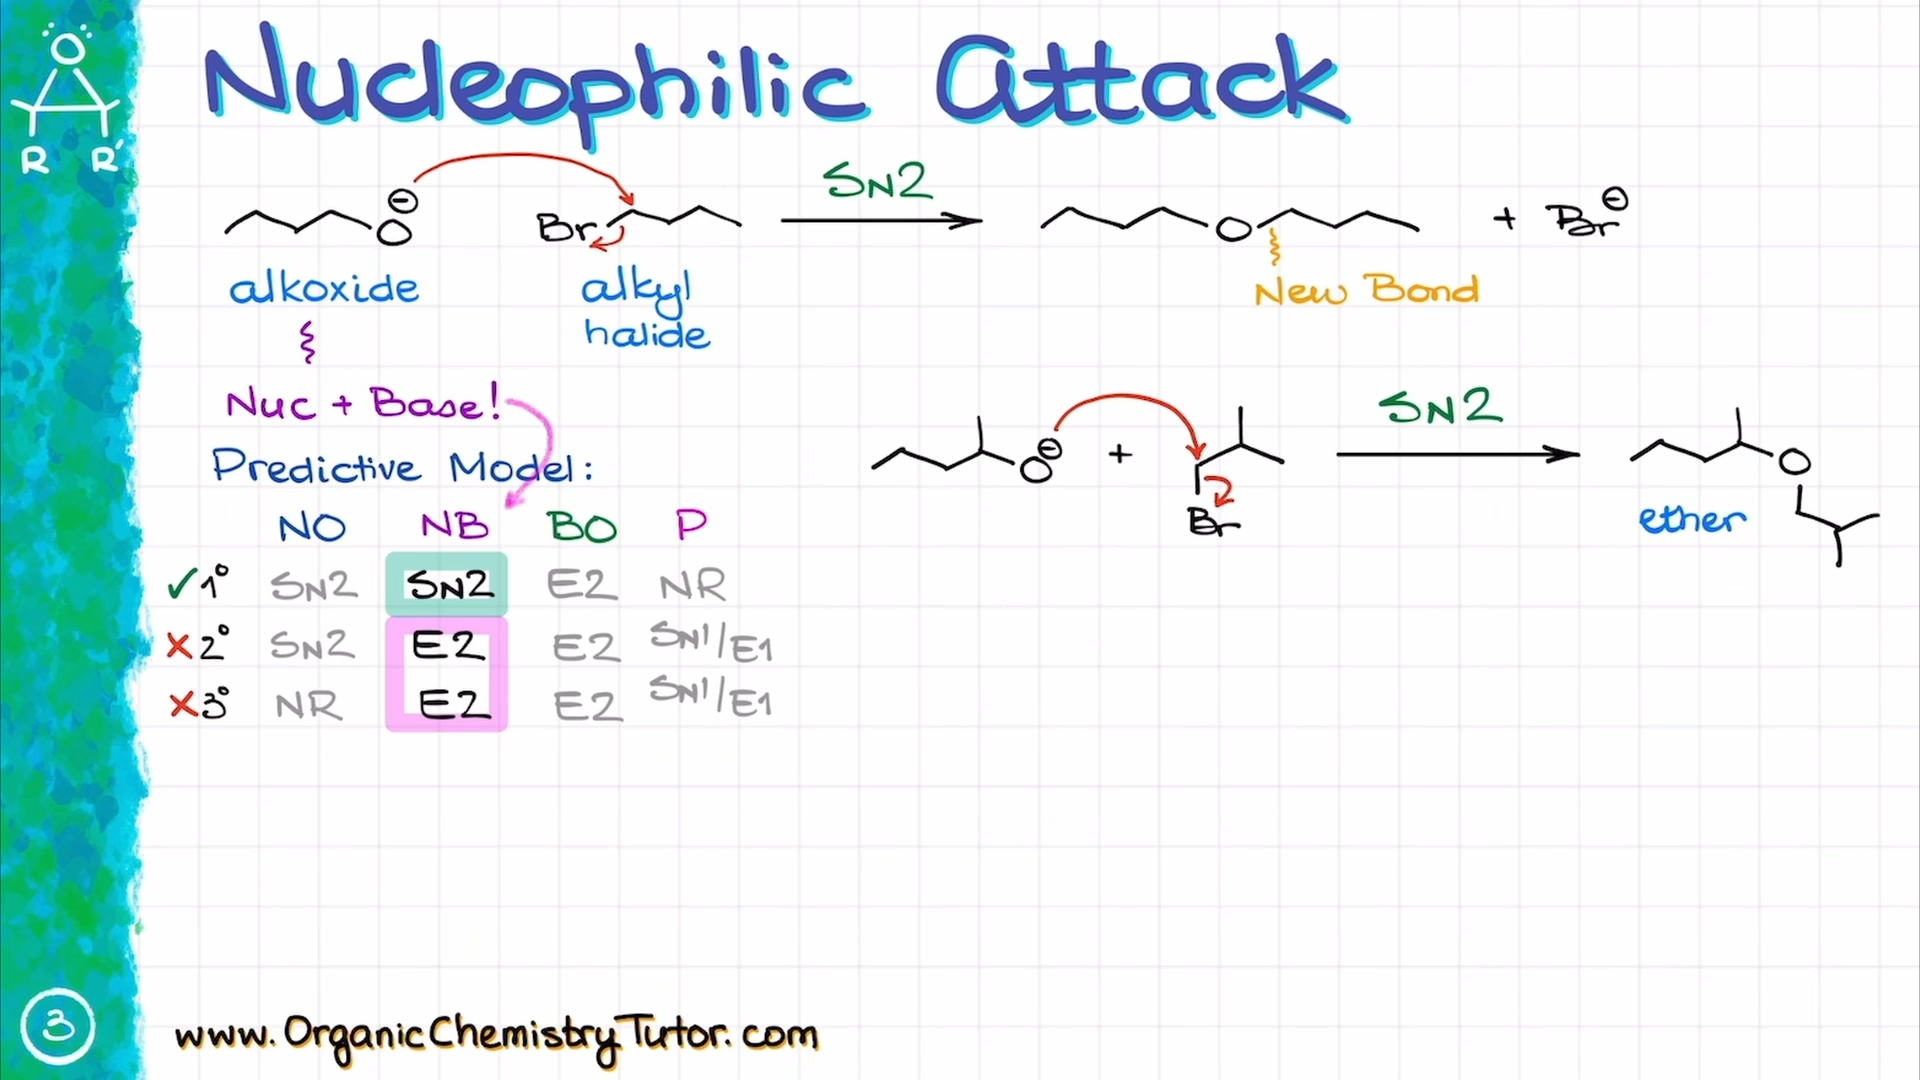 Nucleophilic Attack
O
R R'
O⊖ Br SN2 O + Br⊖
alkoxide alkyl halide New Bond
Nuc + Base!
Predictive Model:
NO NB BO P
✓1° SN2 SN2 E2 NR
×2° SN2 E2 E2 SN1/E1
×3° NR E2 E2 SN1/E1
O⊖ + Br SN2 O
ether
3
www.OrganicChemistryTutor.com